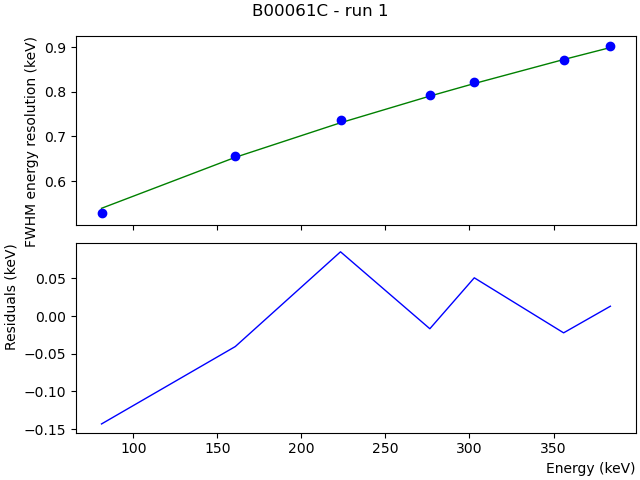 B00061C - run 1
FWHM energy resolution (keV)
0.9
0.8
0.7
0.6
Residuals (keV)
0.05
0.00
−0.05
−0.10
−0.15
100 150 200 250 300 350
Energy (keV)